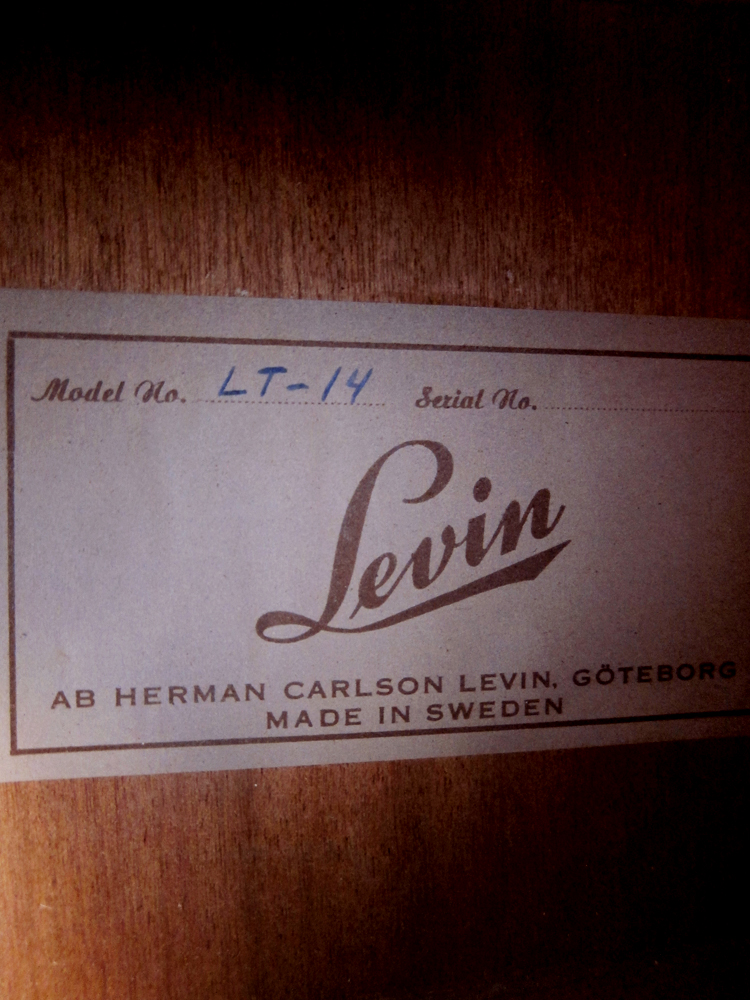 Model No. LT-14 Serial No.
Levin
AB HERMAN CARLSON LEVIN, GÖTEBORG
MADE IN SWEDEN